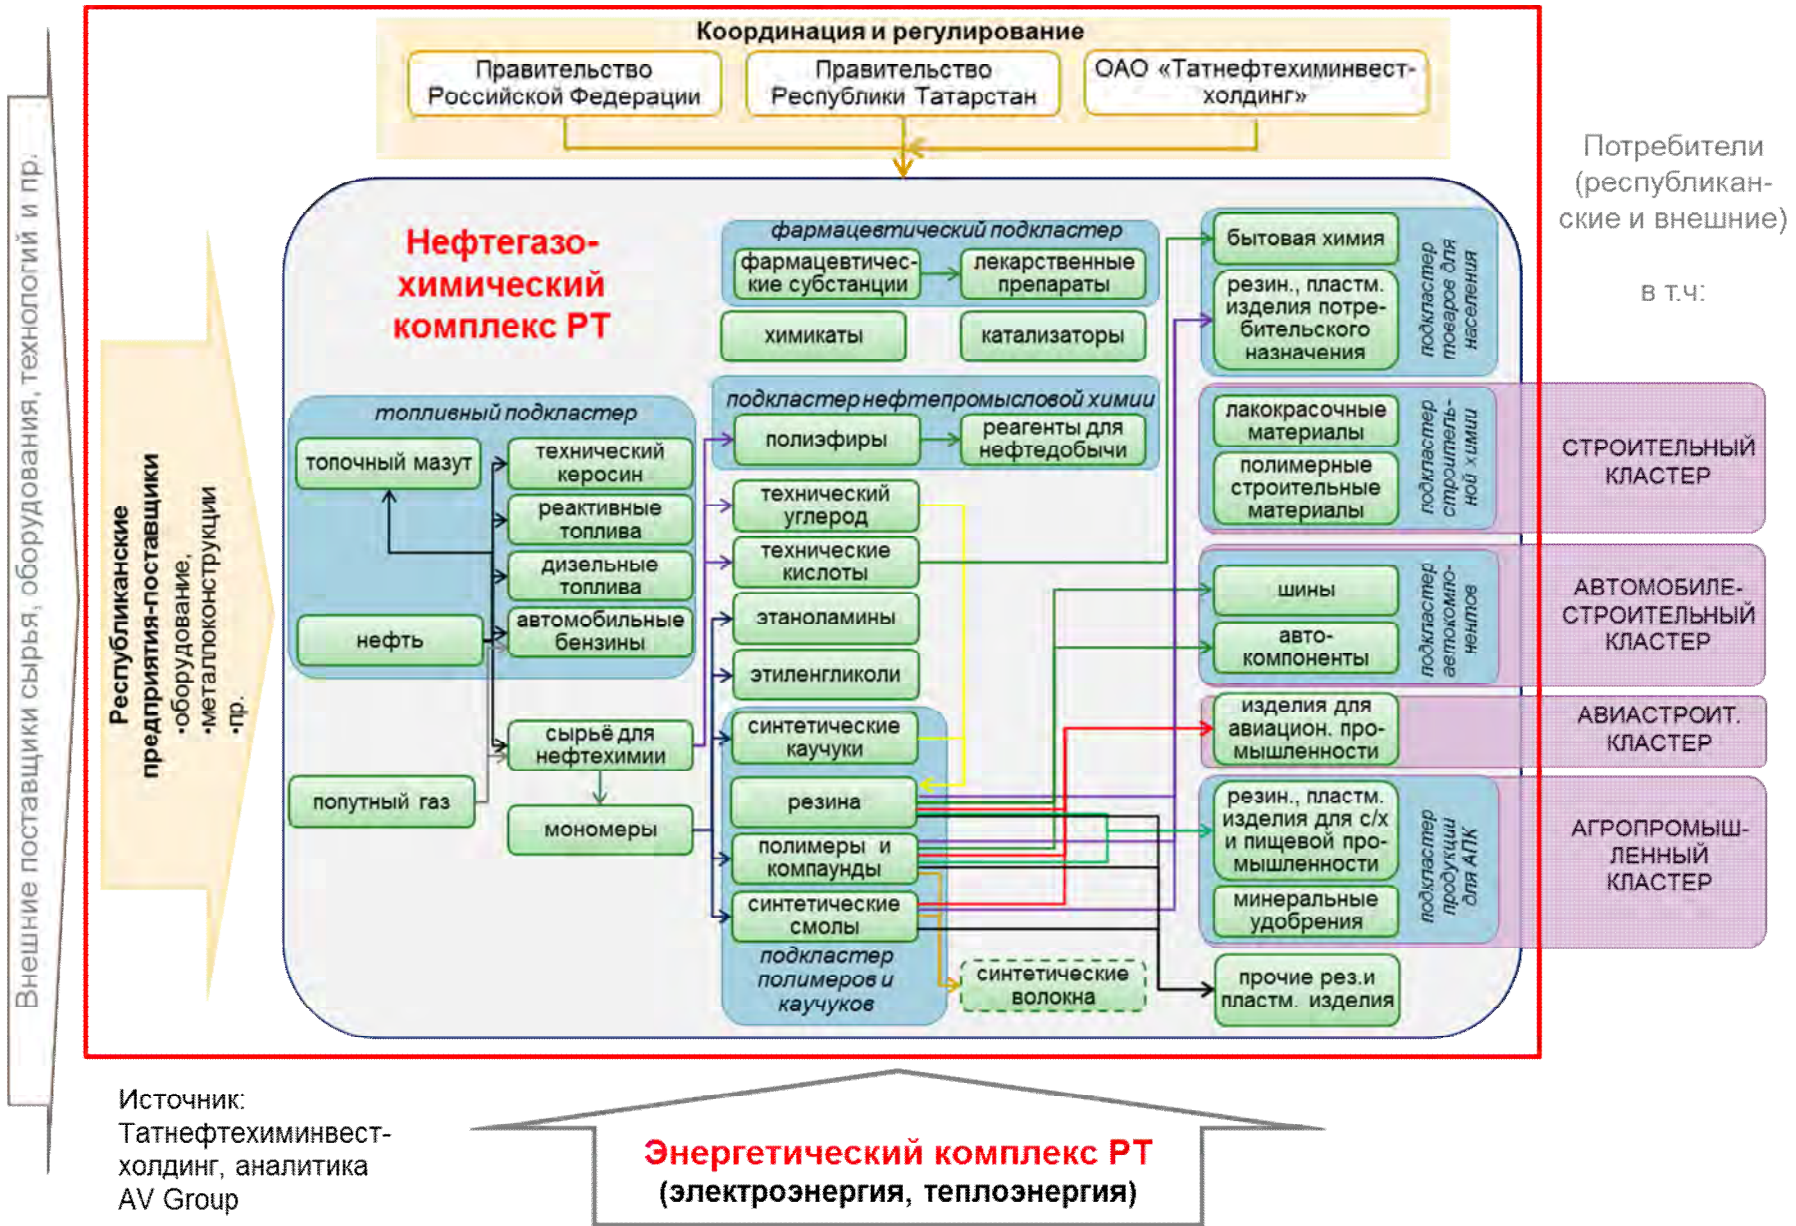 Координация и регулирование
Правительство
Российской Федерации
Правительство
Республики Татарстан
ОАО «Татнефтехиминвест-
холдинг»
Внешние поставщики сырья, оборудования, технологий и пр.
Республиканские
предприятия-поставщики
•оборудование,
•металлоконструкции
•пр.
Нефтегазо-
химический
комплекс РТ
топливный подкластер
топочный мазут
технический
керосин
реактивные
топлива
дизельные
топлива
нефть
автомобильные
бензины
сырьё для
нефтехимии
попутный газ
мономеры
фармацевтический подкластер
фармацевтичес-
кие субстанции
лекарственные
препараты
химикаты
катализаторы
подкластер нефтепромысловой химии
полиэфиры
реагенты для
нефтедобычи
технический
углерод
технические
кислоты
этаноламины
этиленгликоли
синтетические
каучуки
резина
полимеры и
компаунды
синтетические
смолы
подкластер
полимеров и
каучуков
синтетические
волокна
бытовая химия
резин., пластм.
изделия потре-
бительского
назначения
подкластер
товаров для
населения
лакокрасочные
материалы
полимерные
строительные
материалы
подкластер
строитель-
ной химии
шины
авто-
компоненты
подкластер
автокомпо-
нентов
изделия для
авиацион. про-
мышленности
резин., пластм.
изделия для с/х
и пищевой про-
мышленности
минеральные
удобрения
подкластер
продукции
для АПК
прочие рез.и
пластм. изделия
Потребители
(республикан-
ские и внешние)
в т.ч:
СТРОИТЕЛЬНЫЙ
КЛАСТЕР
АВТОМОБИЛЕ-
СТРОИТЕЛЬНЫЙ
КЛАСТЕР
АВИАСТРОИТ.
КЛАСТЕР
АГРОПРОМЫШ-
ЛЕННЫЙ
КЛАСТЕР
Источник:
Татнефтехиминвест-
холдинг, аналитика
AV Group
Энергетический комплекс РТ
(электроэнергия, теплоэнергия)